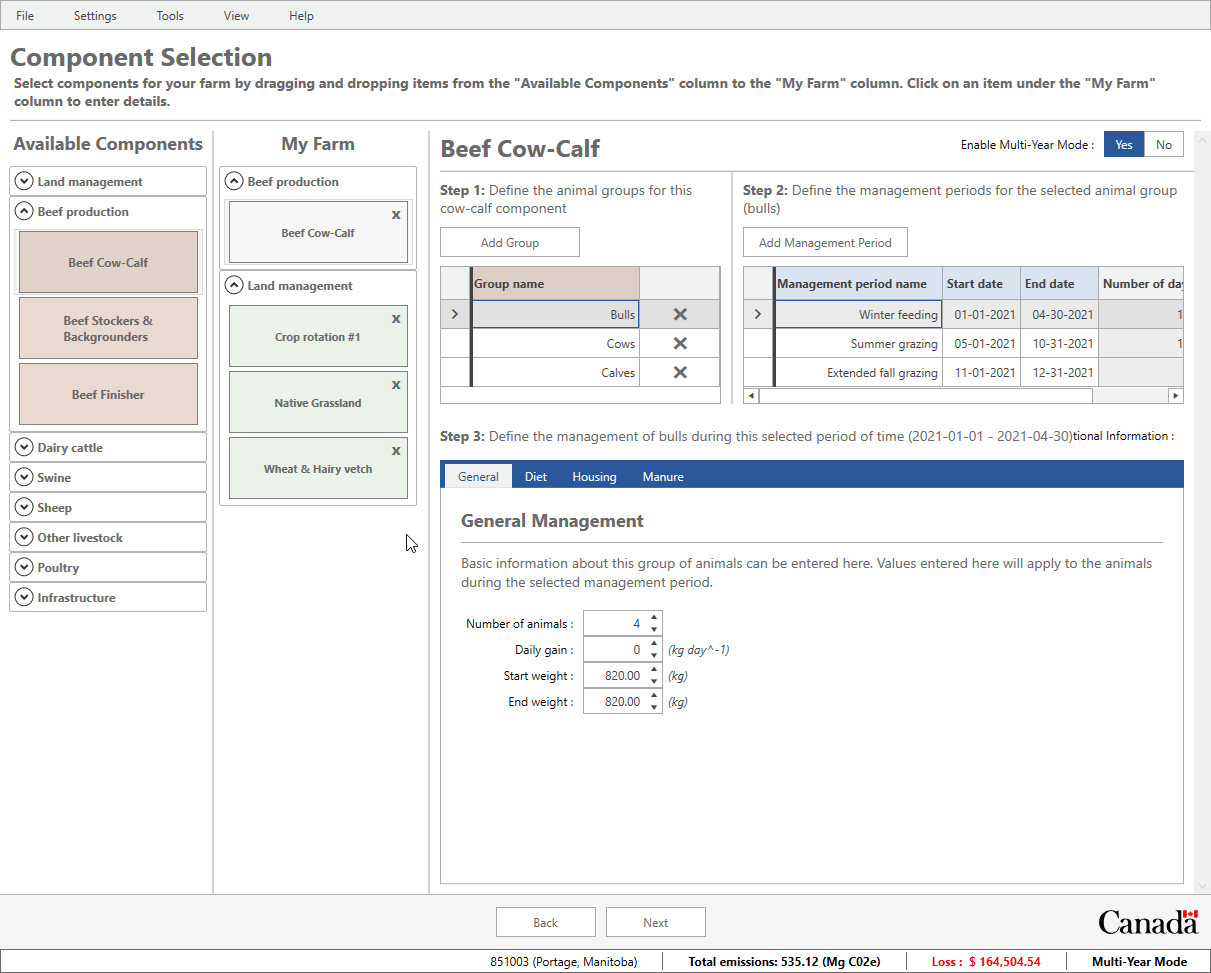 File Settings Tools View Help
Component Selection
Select components for your farm by dragging and dropping items from the "Available Components" column to the "My Farm" column. Click on an item under the "My Farm"
column to enter details.
Available Components
Land management
Beef production
Beef Cow-Calf
Beef Stockers &
Backgrounders
Beef Finisher
Dairy cattle
Swine
Sheep
Other livestock
Poultry
Infrastructure
My Farm
Beef production
x
Beef Cow-Calf
Land management
x
Crop rotation #1
x
Native Grassland
x
Wheat & Hairy vetch
Beef Cow-Calf
Enable Multi-Year Mode : Yes No
Step 1: Define the animal groups for this
cow-calf component
Add Group
Group name
Bulls
Cows
Calves
Step 2: Define the management periods for the selected animal group
(bulls)
Add Management Period
Management period name Start date End date Number of da
Winter feeding 01-01-2021 04-30-2021 1
Summer grazing 05-01-2021 10-31-2021 1
Extended fall grazing 11-01-2021 12-31-2021
Step 3: Define the management of bulls during this selected period of time (2021-01-01 - 2021-04-30)tional Information :
General Diet Housing Manure
General Management
Basic information about this group of animals can be entered here. Values entered here will apply to the animals
during the selected management period.
Number of animals : 4
Daily gain : 0 (kg day^-1)
Start weight : 820.00 (kg)
End weight : 820.00 (kg)
Back Next
Canada
851003 (Portage, Manitoba) Total emissions: 535.12 (Mg C02e) Loss : $ 164,504.54 Multi-Year Mode